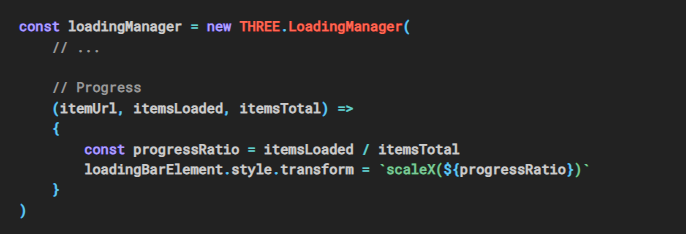 const loadingManager = new THREE.LoadingManager(
// ...
// Progress
(itemUrl, itemsLoaded, itemsTotal) =>
{
const progressRatio = itemsLoaded / itemsTotal
loadingBarElement.style.transform = `scaleX(${progressRatio})`
}
)